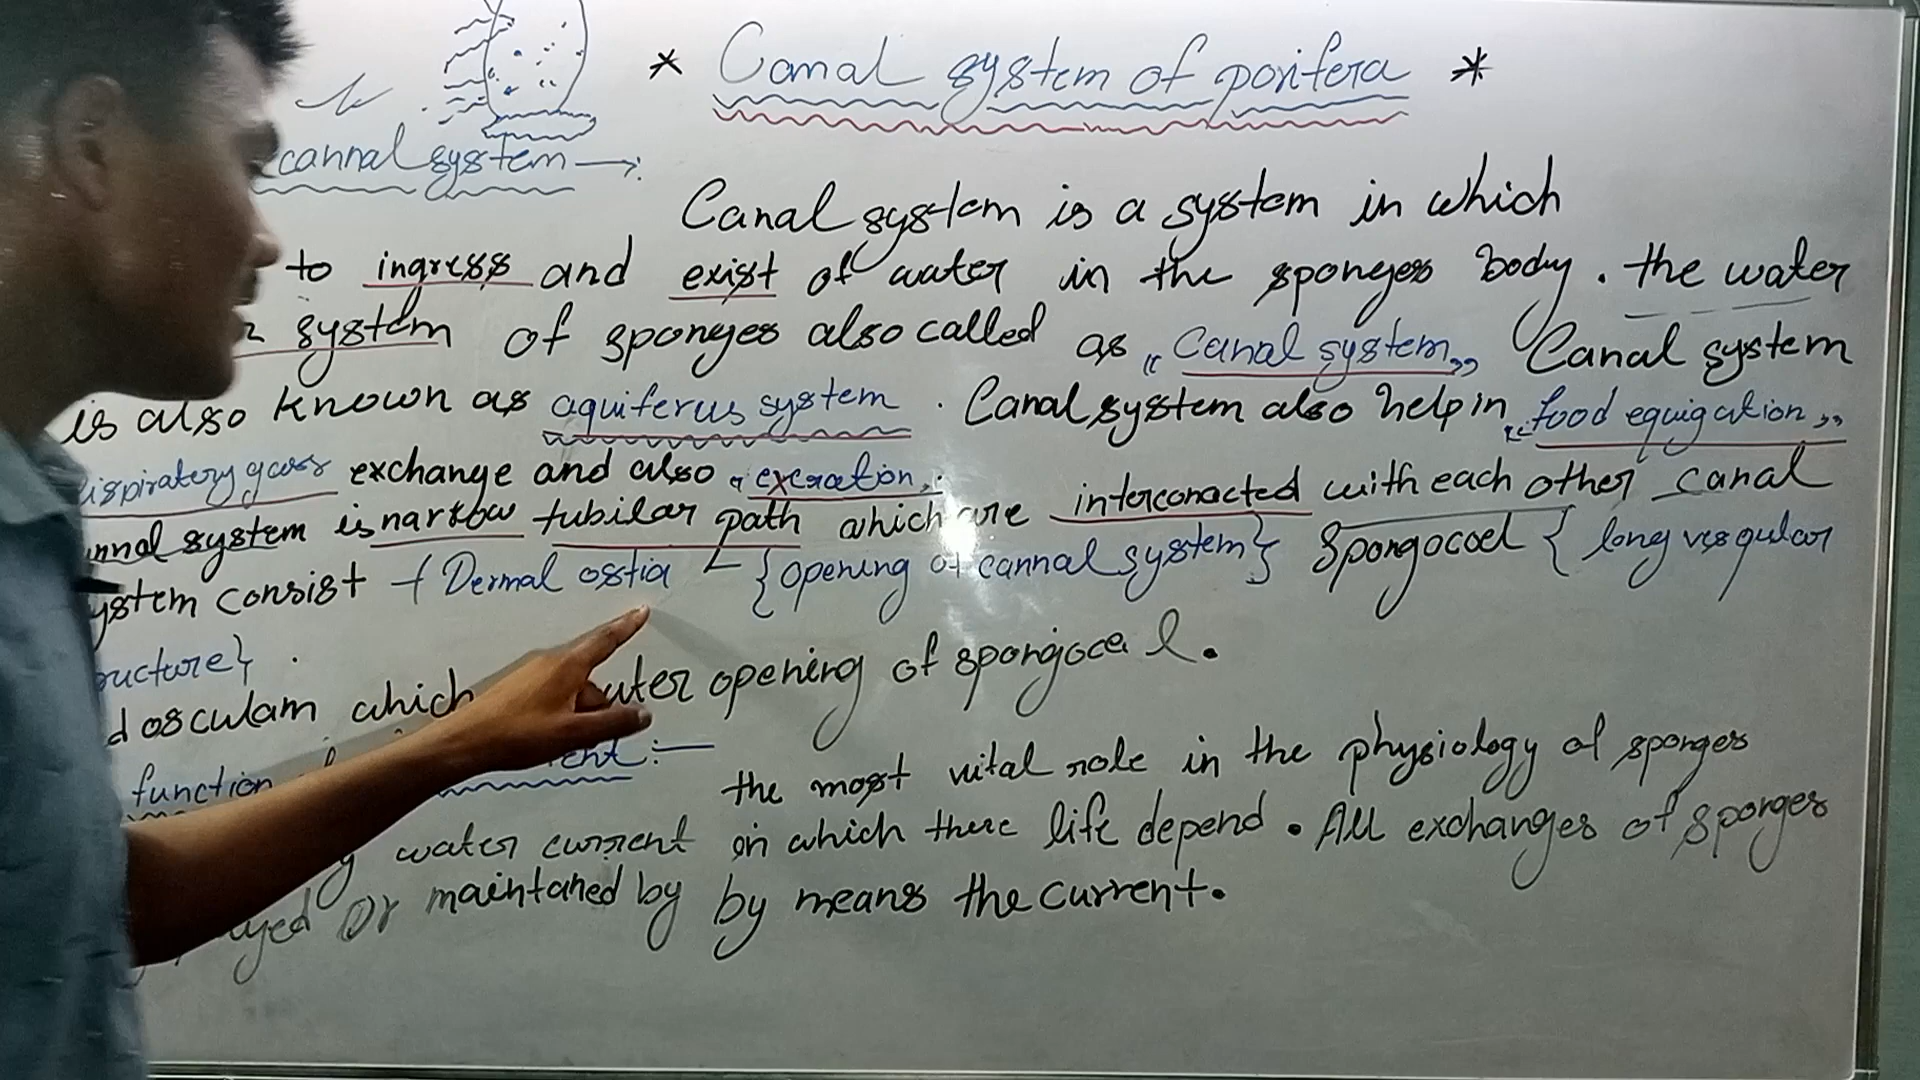 * Canal system of porifera *
cannal system →:
Canal system is a system in which
to ingress and exist of water in the sponges body. the water
system of sponges also called as "Canal system" Canal system
is also known as aquiferus system. Canal system also help in "food equigation"
exchange and also "excration".
system is narrow tubilar path which are interconacted with each other canal
system consist { Dermal ostia {opening of cannal system} Spongocoel { long vesqular
ructure}.
osculam which outer opening of spongocoel.
function :—
the most vital role in the physiology of sponges
water current on which there life depend. All exchanges of sponges
or maintaned by by means the current.